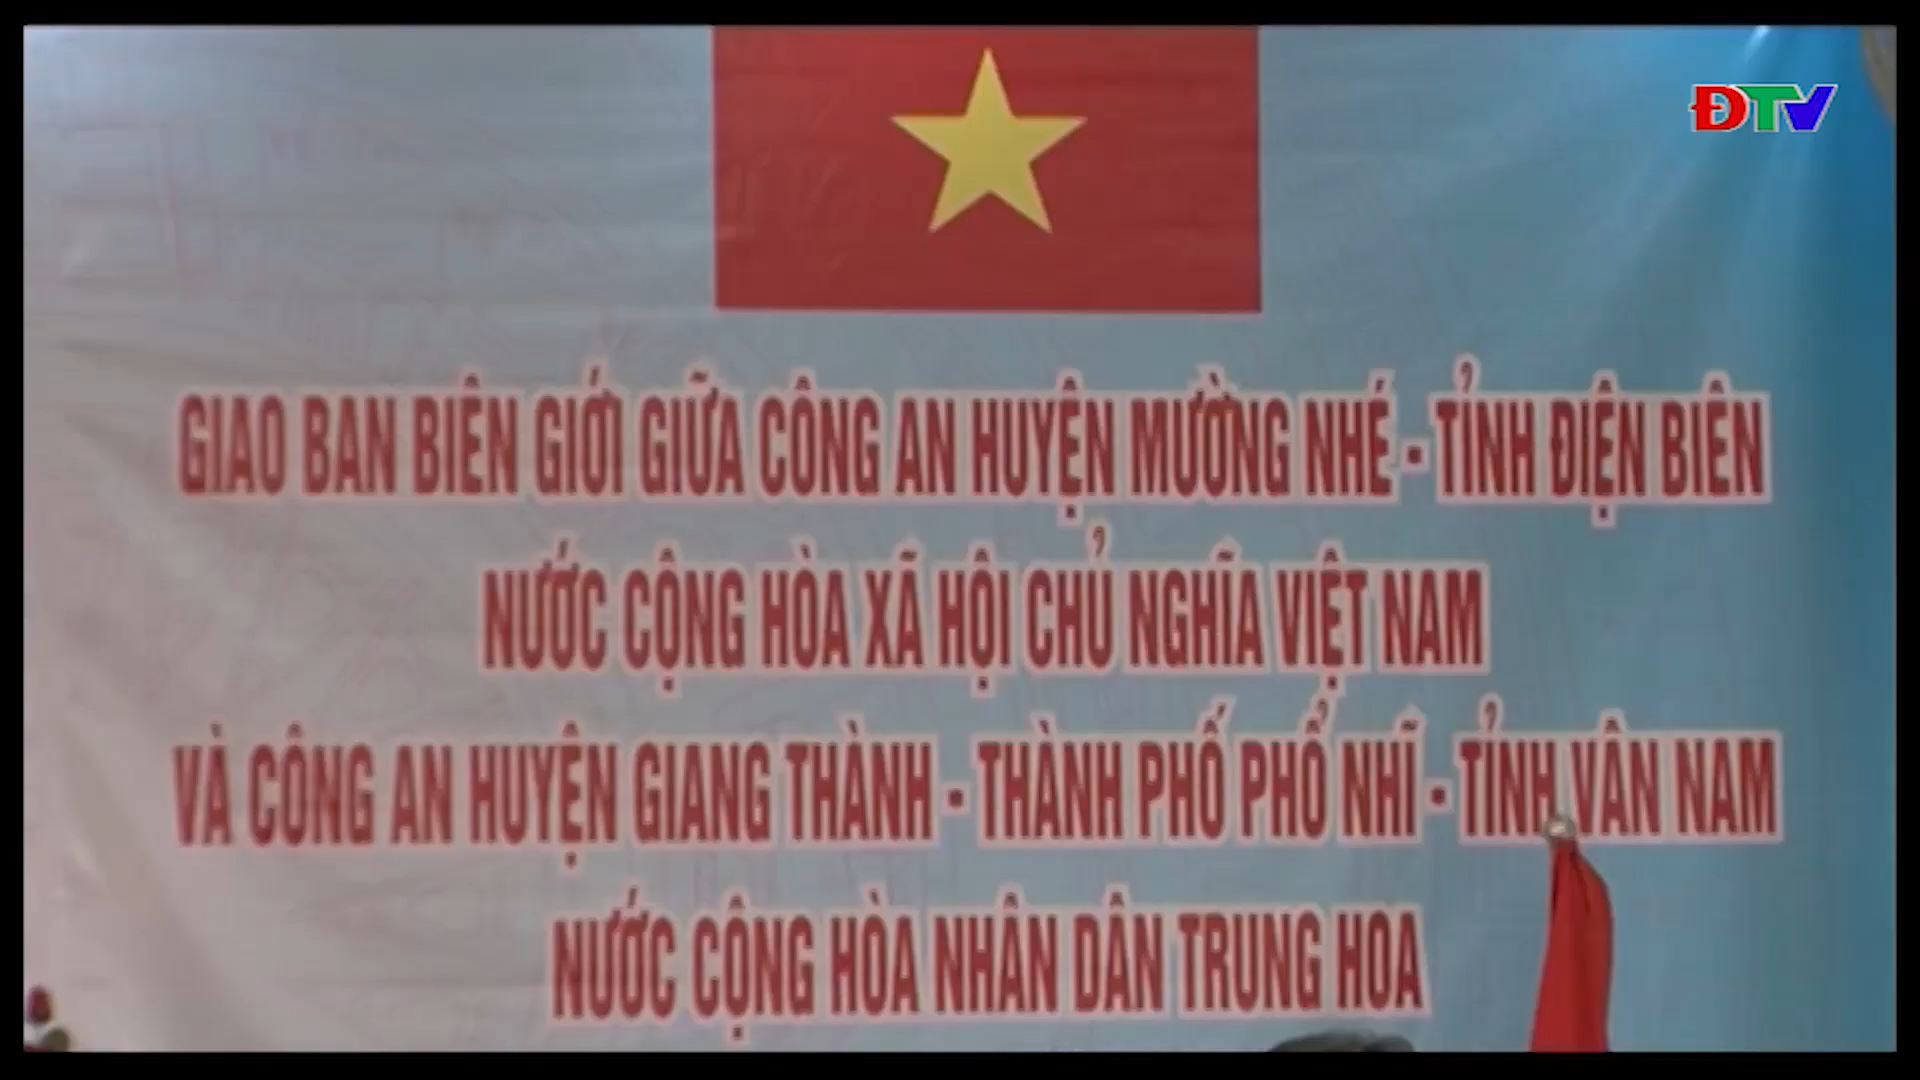 ĐTV
GIAO BAN BIÊN GIỚI GIỮA CÔNG AN HUYỆN MƯỜNG NHÉ - TỈNH ĐIỆN BIÊN
NƯỚC CỘNG HÒA XÃ HỘI CHỦ NGHĨA VIỆT NAM
VÀ CÔNG AN HUYỆN GIANG THÀNH - THÀNH PHỐ PHỔ NHĨ - TỈNH VÂN NAM
NƯỚC CỘNG HÒA NHÂN DÂN TRUNG HOA